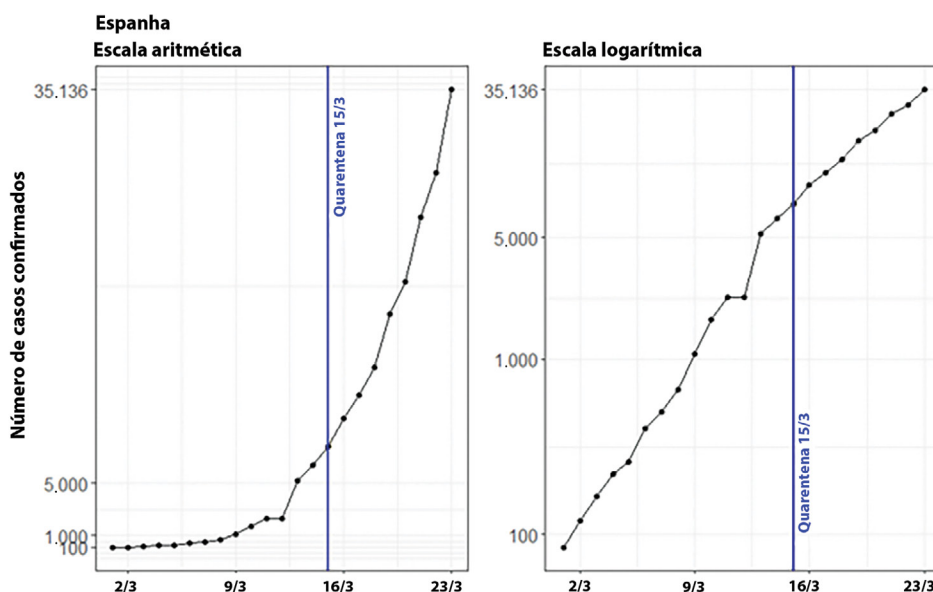 Espanha
Escala aritmética
Número de casos confirmados
35.136
5.000
1.000
100
Quarentena 15/3
2/3
9/3
16/3
23/3
Escala logarítmica
35.136
5.000
1.000
100
Quarentena 15/3
2/3
9/3
16/3
23/3